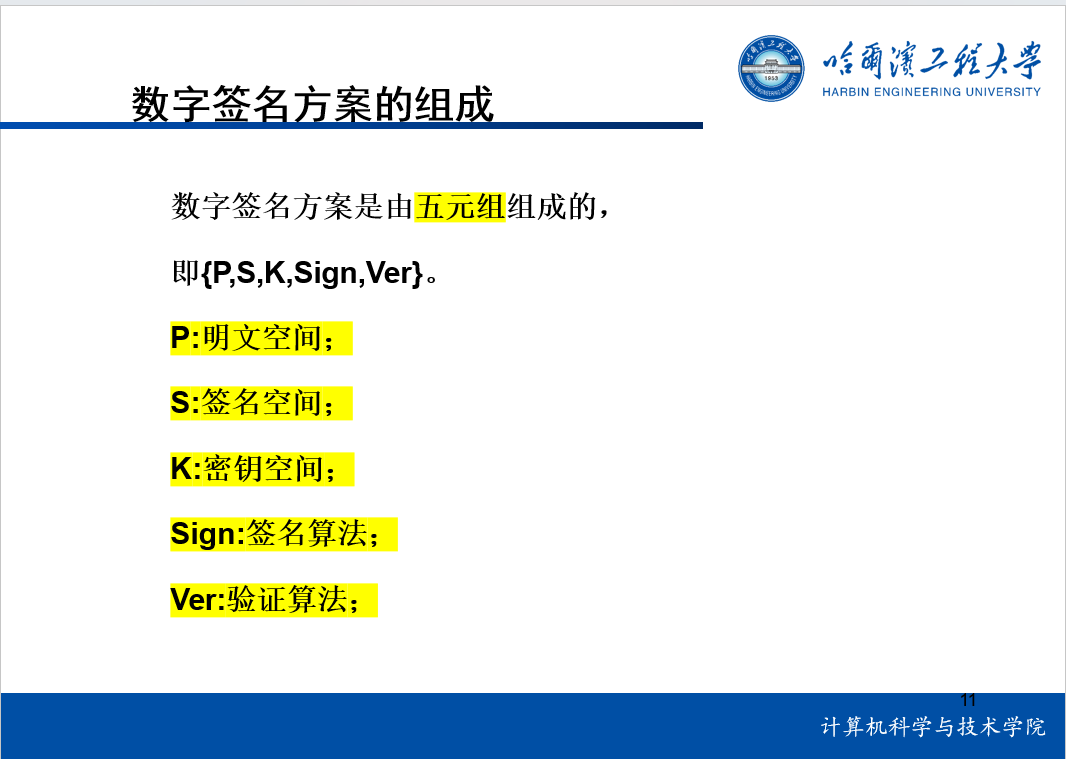 哈爾濱工程大學
HARBIN ENGINEERING UNIVERSITY
1953
数字签名方案的组成
数字签名方案是由五元组组成的，
即{P,S,K,Sign,Ver}。
P:明文空间；
S:签名空间；
K:密钥空间；
Sign:签名算法；
Ver:验证算法；
11
计算机科学与技术学院